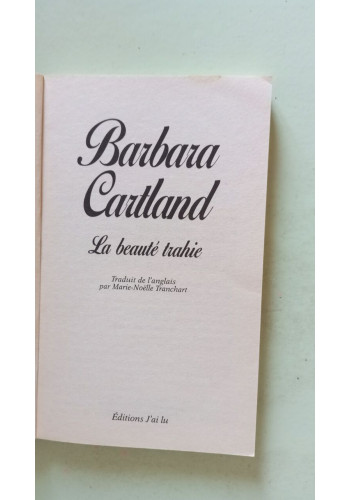 Barbara
Cartland
La beauté trahie
Traduit de l'anglais
par Marie-Noëlle Tranchart
Éditions J'ai lu